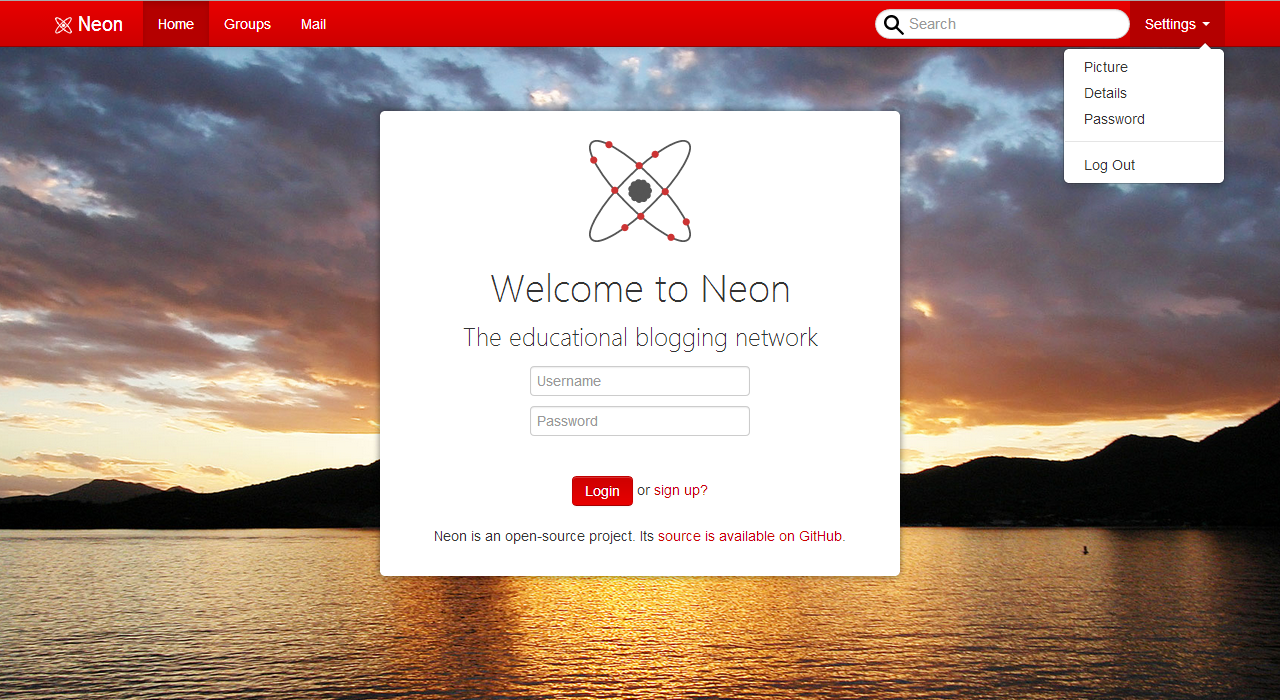 Neon Home Groups Mail Search Settings
Picture
Details
Password
Log Out
Welcome to Neon
The educational blogging network
Username
Password
Login or sign up?
Neon is an open-source project. Its source is available on GitHub.